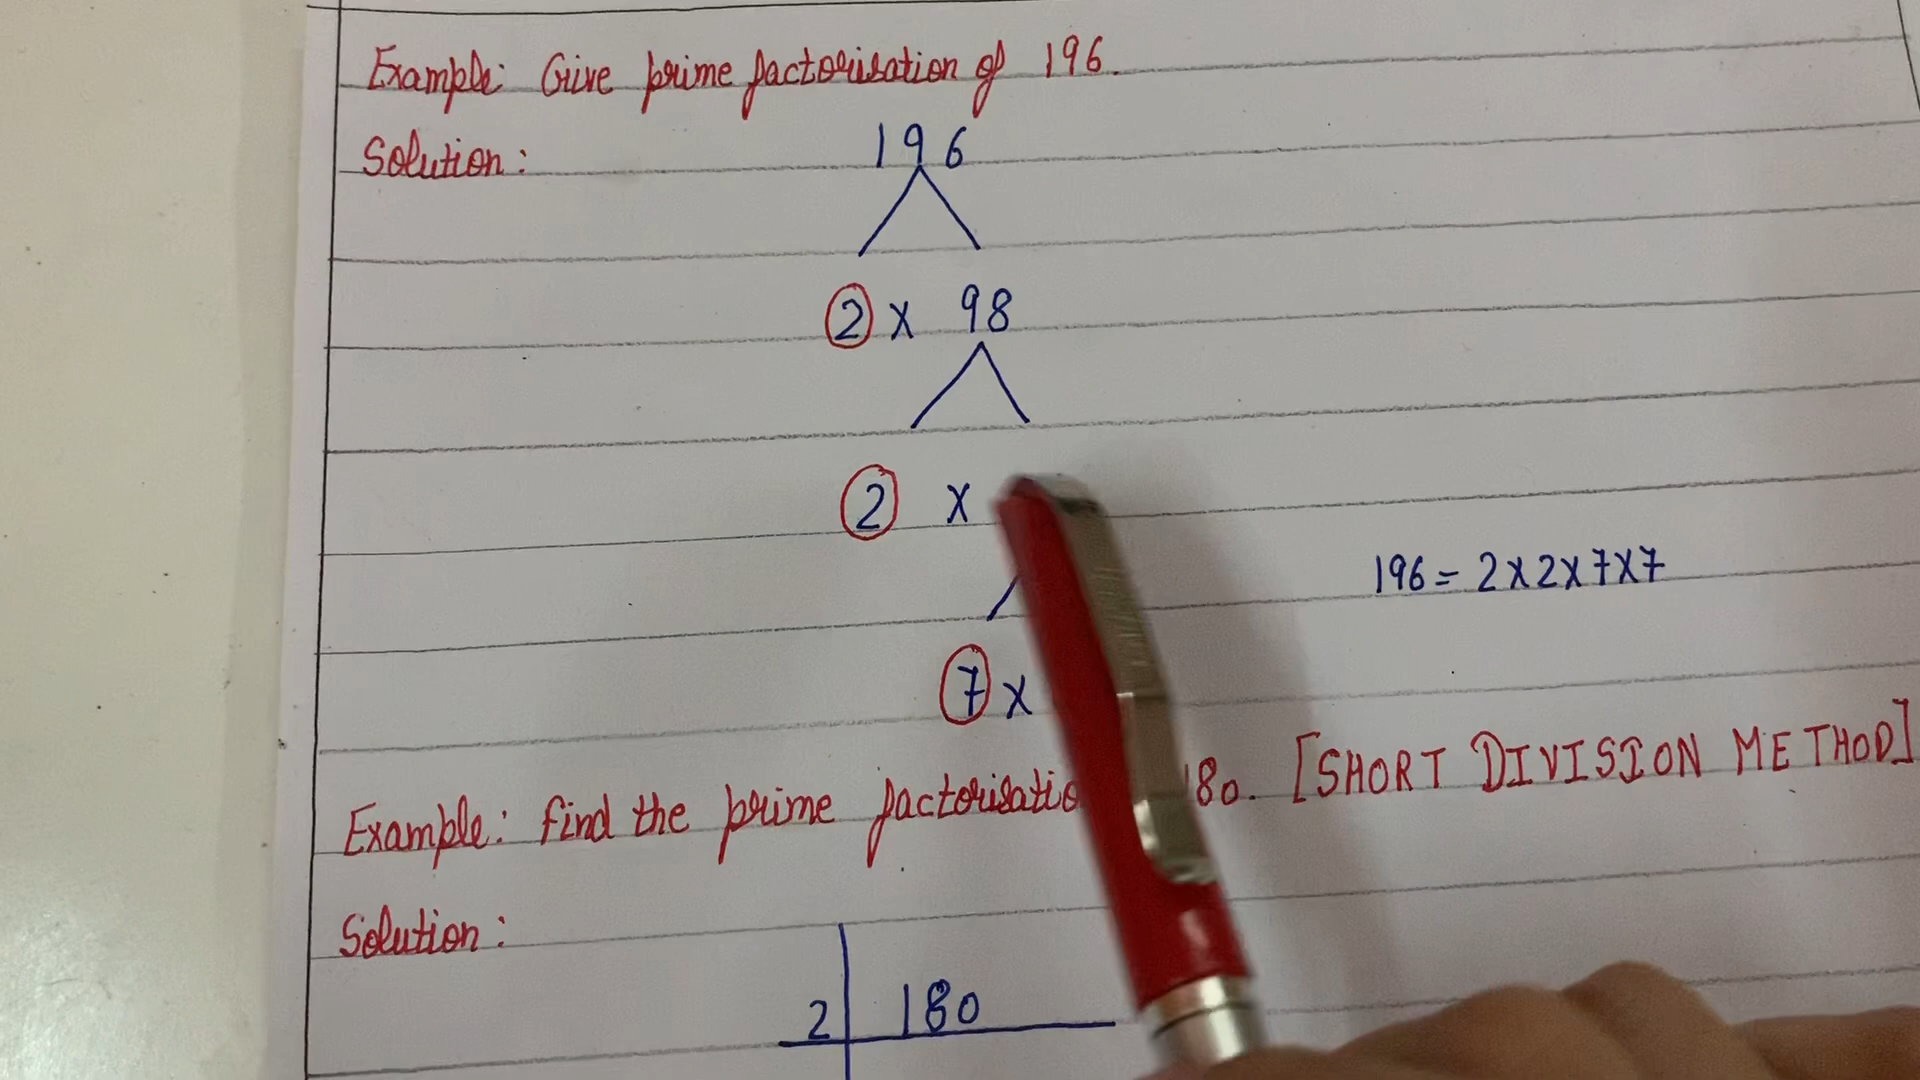 Example: Give prime factorisation of 196.
Solution:
196
2 x 98
2 x
196 = 2x2x7x7
7 x
Example: find the prime factorisatio 180. [SHORT DIVISION METHOD]
Solution:
2 180